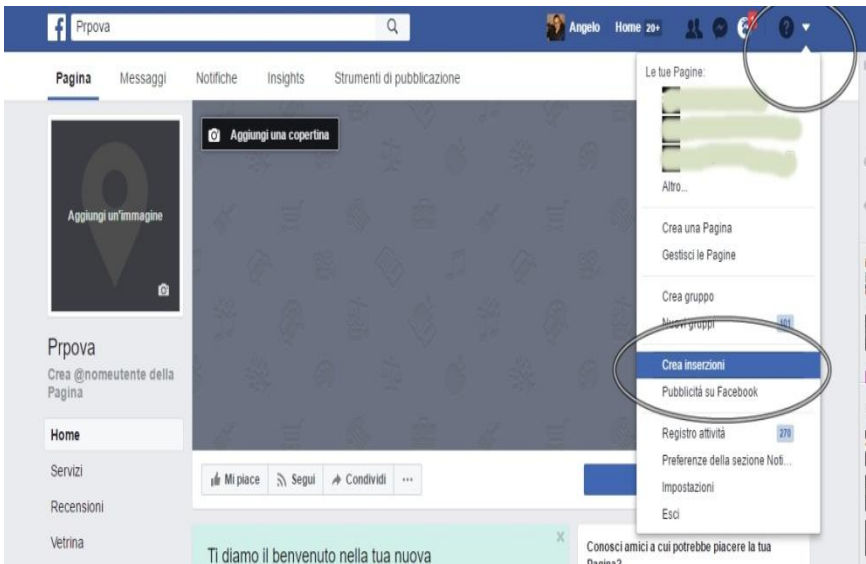 Prpova
Angelo Home 20+
Pagina Messaggi Notifiche Insights Strumenti di pubblicazione
Le tue Pagine:
Altro...
Crea una Pagina
Gestisci le Pagine
Crea gruppo
Nuovi gruppi 101
Crea inserzioni
Pubblicità su Facebook
Registro attività 270
Preferenze della sezione Noti...
Impostazioni
Esci
Aggiungi una copertina
Aggiungi un'immagine
Prpova
Crea @nomeutente della
Pagina
Home
Servizi
Recensioni
Vetrina
Mi piace Segui Condividi ...
Ti diamo il benvenuto nella tua nuova
x
Conosci amici a cui potrebbe piacere la tua
Pagina?